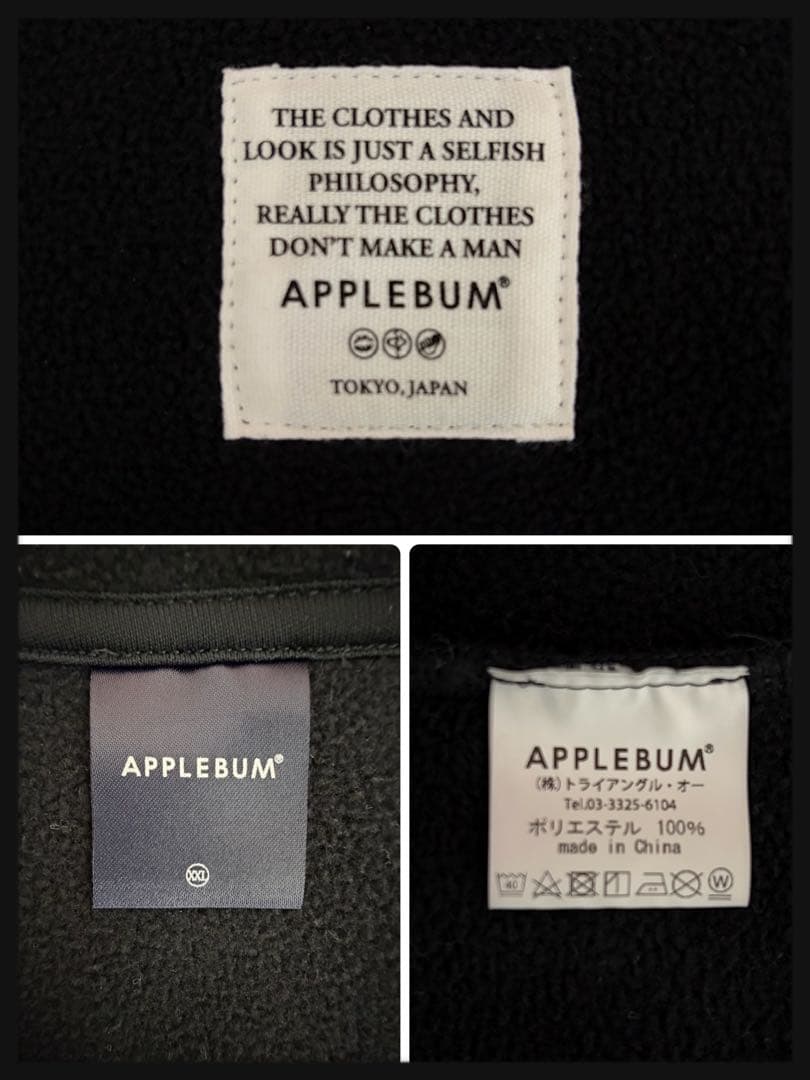 THE CLOTHES AND
LOOK IS JUST A SELFISH
PHILOSOPHY,
REALLY THE CLOTHES
DON'T MAKE A MAN
APPLEBUM®
TOKYO, JAPAN
APPLEBUM®
XXL
APPLEBUM®
(株)トライアングル・オー
Tel.03-3325-6104
ポリエステル 100%
made in China
40
W